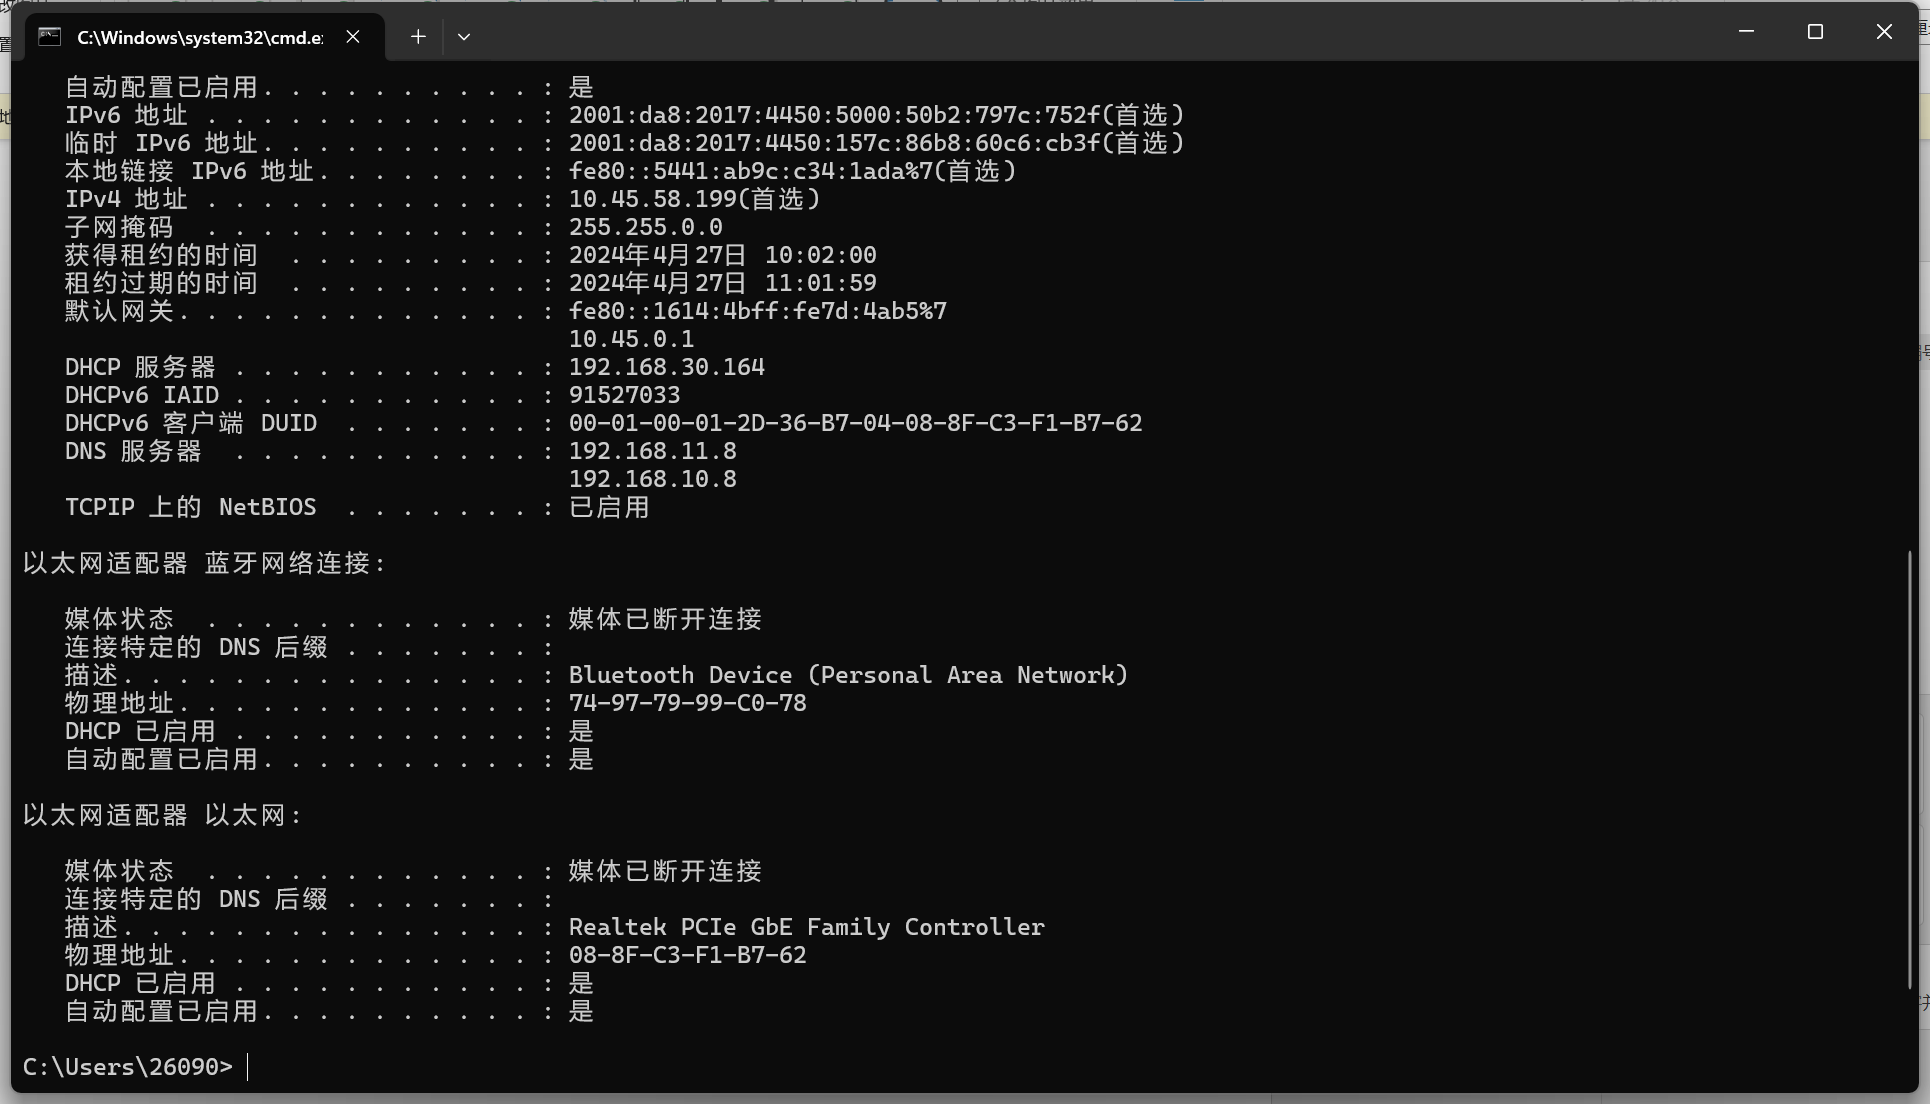 C:\Windows\system32\cmd.e
自动配置已启用. . . . . . . . . . : 是
IPv6 地址 . . . . . . . . . . . . : 2001:da8:2017:4450:5000:50b2:797c:752f(首选)
临时 IPv6 地址. . . . . . . . . . : 2001:da8:2017:4450:157c:86b8:60c6:cb3f(首选)
本地链接 IPv6 地址. . . . . . . . : fe80::5441:ab9c:c34:1ada%7(首选)
IPv4 地址 . . . . . . . . . . . . : 10.45.58.199(首选)
子网掩码  . . . . . . . . . . . . : 255.255.0.0
获得租约的时间  . . . . . . . . . : 2024年4月27日 10:02:00
租约过期的时间  . . . . . . . . . : 2024年4月27日 11:01:59
默认网关. . . . . . . . . . . . . : fe80::1614:4bff:fe7d:4ab5%7
10.45.0.1
DHCP 服务器 . . . . . . . . . . . : 192.168.30.164
DHCPv6 IAID . . . . . . . . . . . : 91527033
DHCPv6 客户端 DUID  . . . . . . . : 00-01-00-01-2D-36-B7-04-08-8F-C3-F1-B7-62
DNS 服务器  . . . . . . . . . . . : 192.168.11.8
192.168.10.8
TCPIP 上的 NetBIOS  . . . . . . . : 已启用
以太网适配器 蓝牙网络连接:
媒体状态  . . . . . . . . . . . . : 媒体已断开连接
连接特定的 DNS 后缀 . . . . . . . :
描述. . . . . . . . . . . . . . . : Bluetooth Device (Personal Area Network)
物理地址. . . . . . . . . . . . . : 74-97-79-99-C0-78
DHCP 已启用 . . . . . . . . . . . : 是
自动配置已启用. . . . . . . . . . : 是
以太网适配器 以太网:
媒体状态  . . . . . . . . . . . . : 媒体已断开连接
连接特定的 DNS 后缀 . . . . . . . :
描述. . . . . . . . . . . . . . . : Realtek PCIe GbE Family Controller
物理地址. . . . . . . . . . . . . : 08-8F-C3-F1-B7-62
DHCP 已启用 . . . . . . . . . . . : 是
自动配置已启用. . . . . . . . . . : 是
C:\Users\26090>